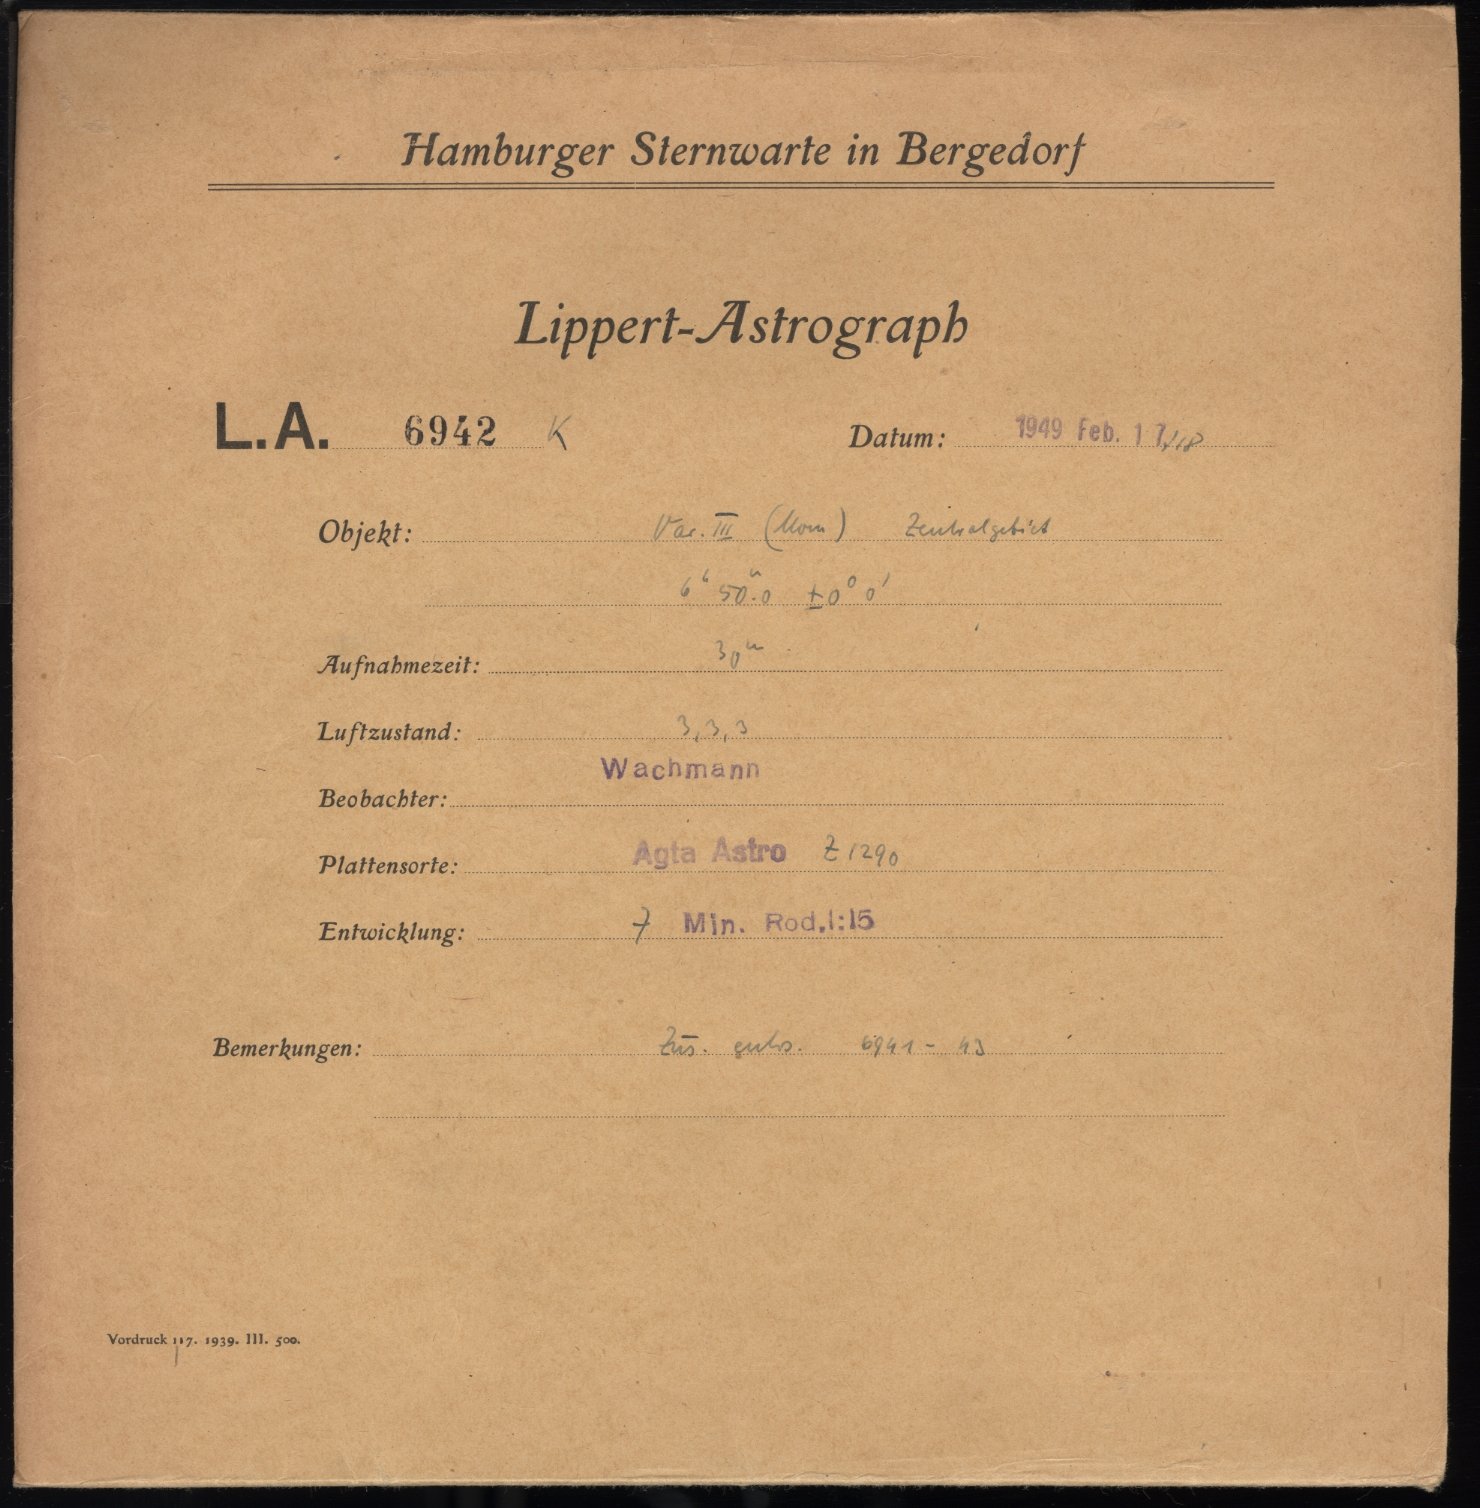 Hamburger Sternwarte in Bergedorf
Lippert-Astrograph
L.A. 6942 K Datum: 1949 Feb. 17./18
Objekt: Var. III (Mon) Zentralgebiet
6ʰ 50ᵐ.0 ±0° 0'
Aufnahmezeit: 30ᵐ
Luftzustand: 3, 3, 3
Wachmann
Beobachter:
Plattensorte: Agfa Astro Z 1290
Entwicklung: 7 Min. Rod. 1:15
Bemerkungen: 6941 - 43
Vordruck 117. 1939. III. 500.